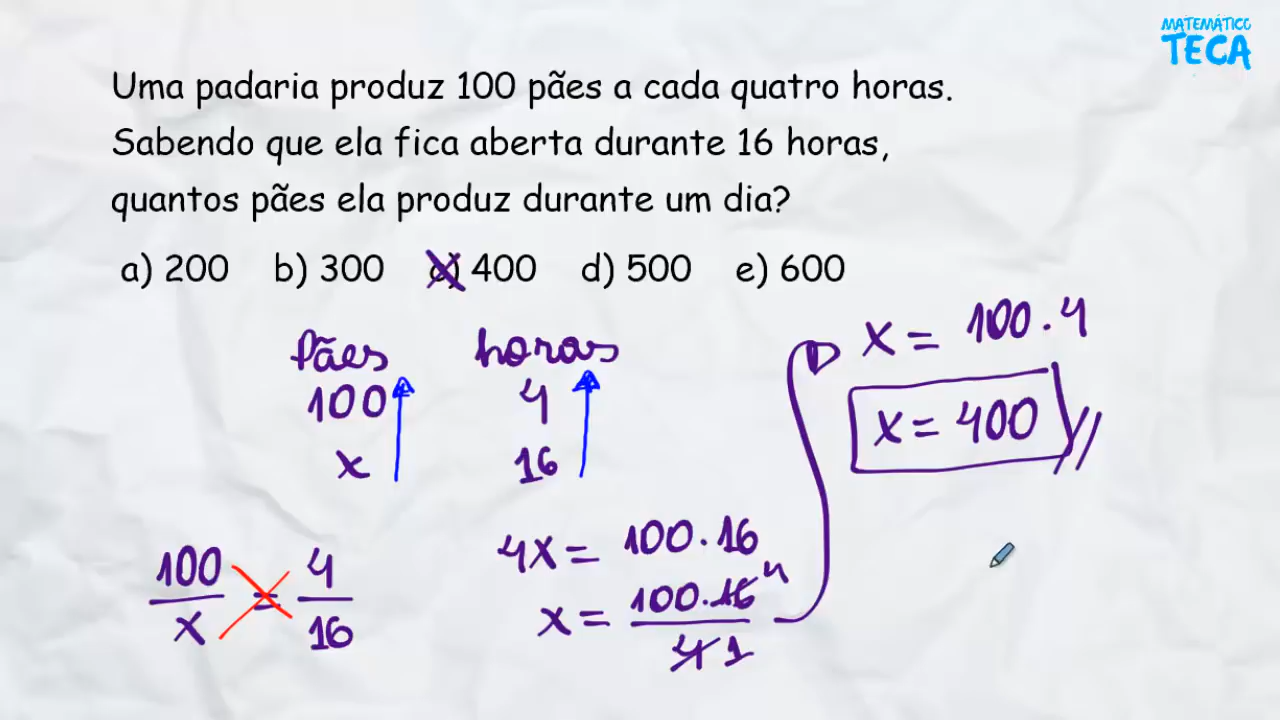 MATEMÁTICO
TECA
Uma padaria produz 100 pães a cada quatro horas.
Sabendo que ela fica aberta durante 16 horas,
quantos pães ela produz durante um dia?
a) 200 b) 300 c) 400 d) 500 e) 600
Pães horas
100 4
x 16
100/x = 4/16
4x = 100.16
x = 100.16 4 / 4 1
x = 100.4
x = 400